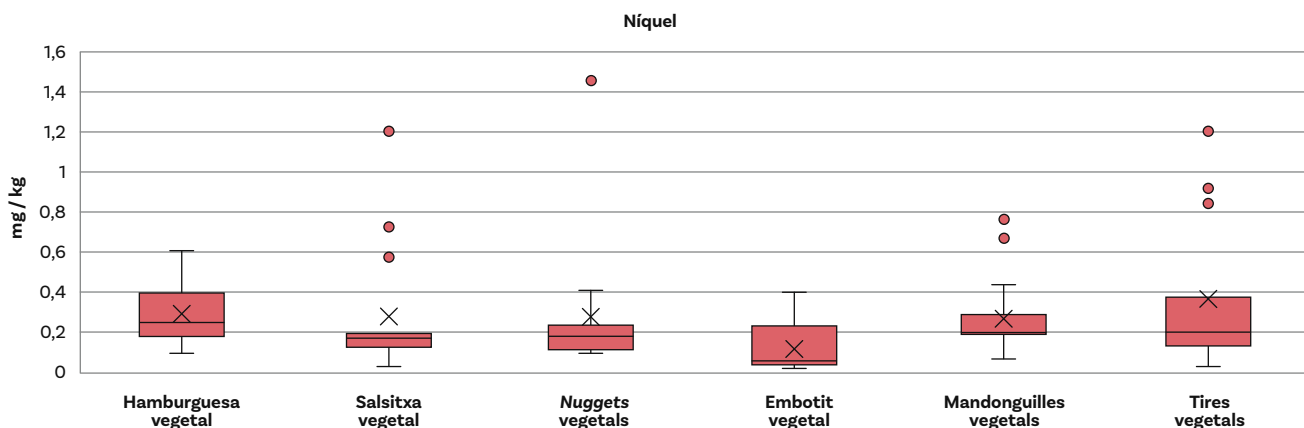 Níquel
mg / kg
1,6
1,4
1,2
1
0,8
0,6
0,4
0,2
0
Hamburguesa
vegetal
Salsitxa
vegetal
Nuggets
vegetals
Embotit
vegetal
Mandonguilles
vegetals
Tires
vegetals